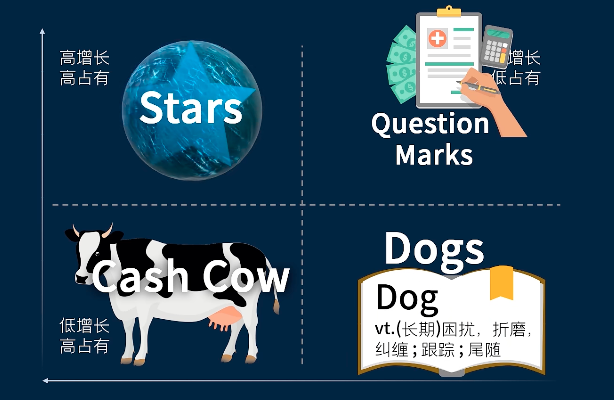 高增长
高占有
Stars
增长
低占有
Question
Marks
Cash Cow
低增长
高占有
Dogs
Dog
vt.(长期)困扰，折磨，
纠缠；跟踪；尾随